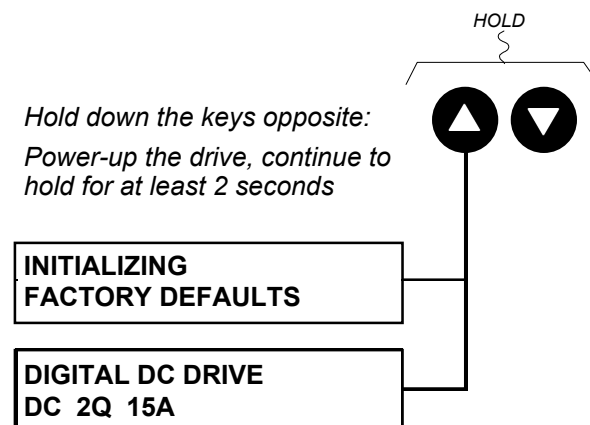 HOLD
Hold down the keys opposite:
Power-up the drive, continue to
hold for at least 2 seconds
INITIALIZING
FACTORY DEFAULTS
DIGITAL DC DRIVE
DC 2Q 15A